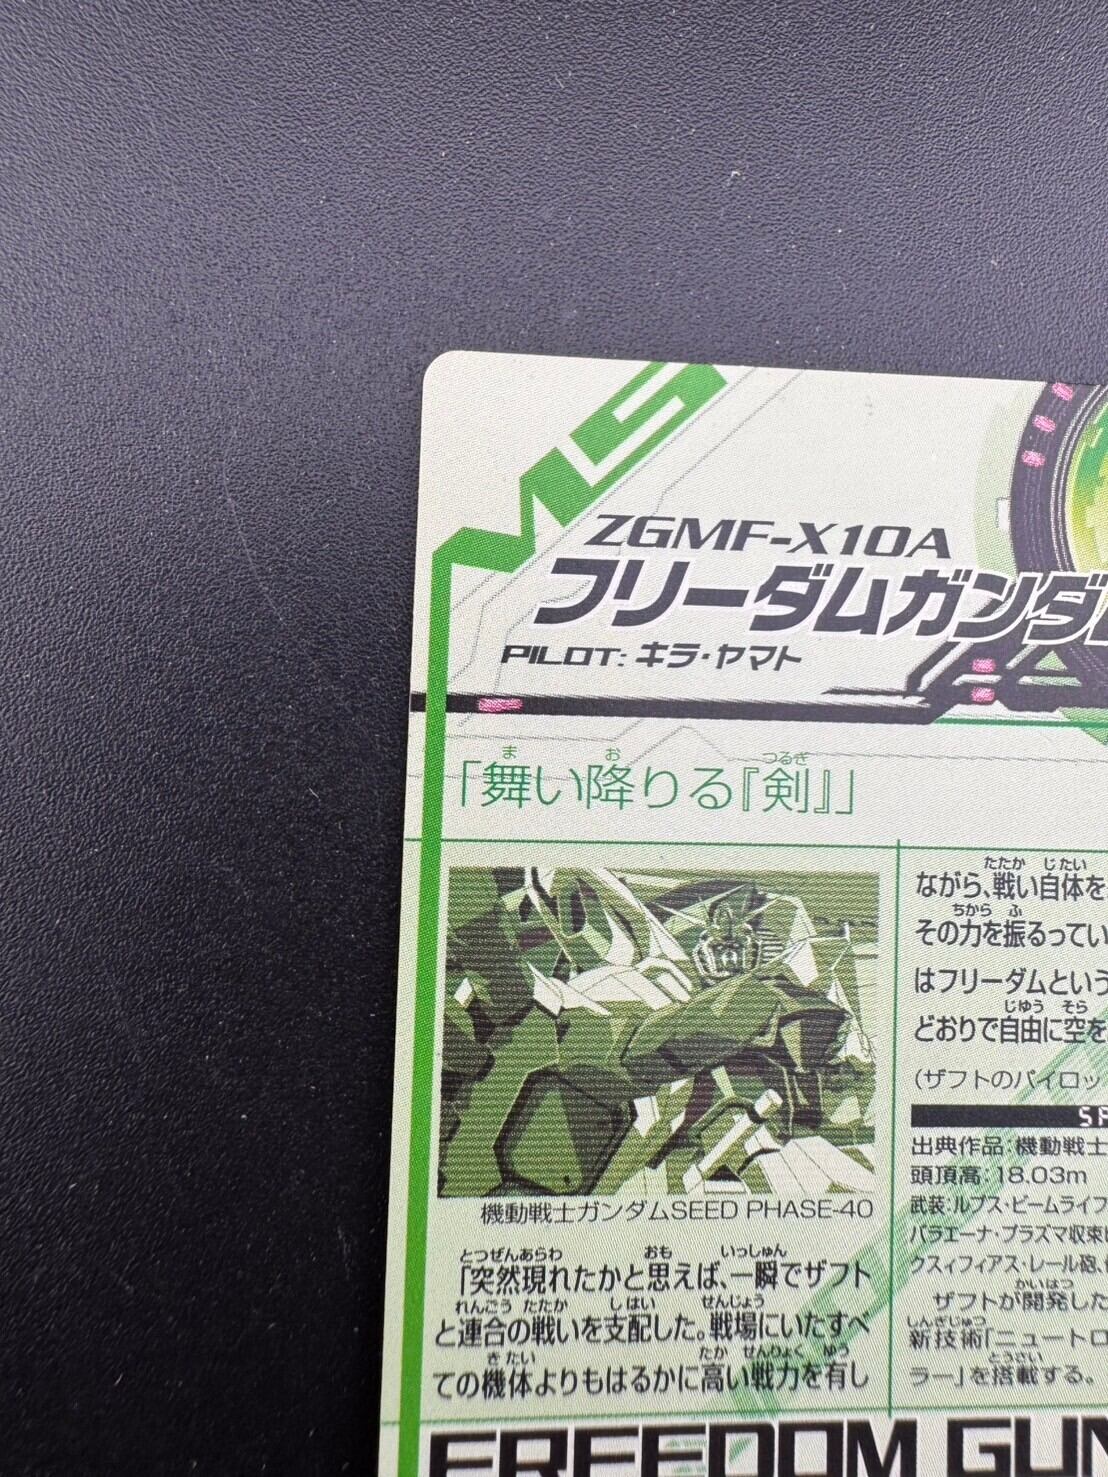 MS
ZGMF-X10A
フリーダムガンダム
PILOT: キラ・ヤマト
「舞い降りる『剣』」
機動戦士ガンダムSEED PHASE-40
「突然現れたかと思えば、一瞬でザフト
と連合の戦いを支配した。戦場にいたすべ
ての機体よりもはるかに高い戦力を有し
ながら、戦い自体を
その力を振るってい
はフリーダムという
どおりで自由に空を
(ザフトのパイロッ
SP
出典作品:機動戦士
頭頂高:18.03m
武装:ルプス・ビームライフ
バラエーナ・プラズマ収束
クスィフィアス・レール砲、
ザフトが開発した
新技術「ニュートロ
ラー」を搭載する。
FREEDOM GUN